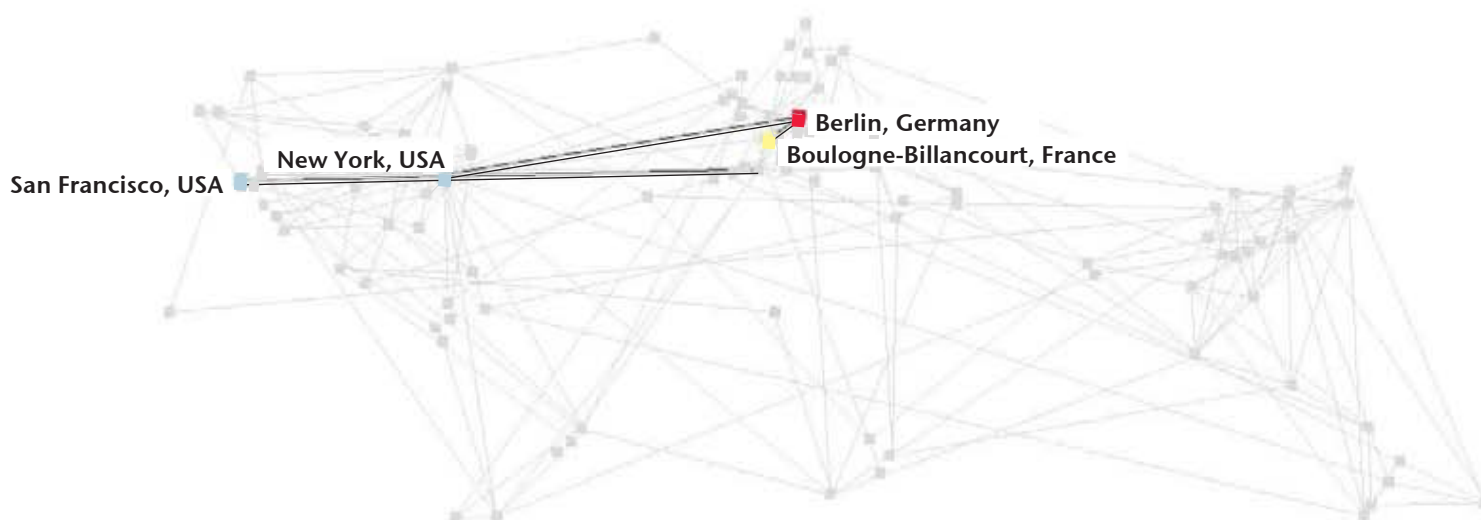 Berlin, Germany
New York, USA
Boulogne-Billancourt, France
San Francisco, USA